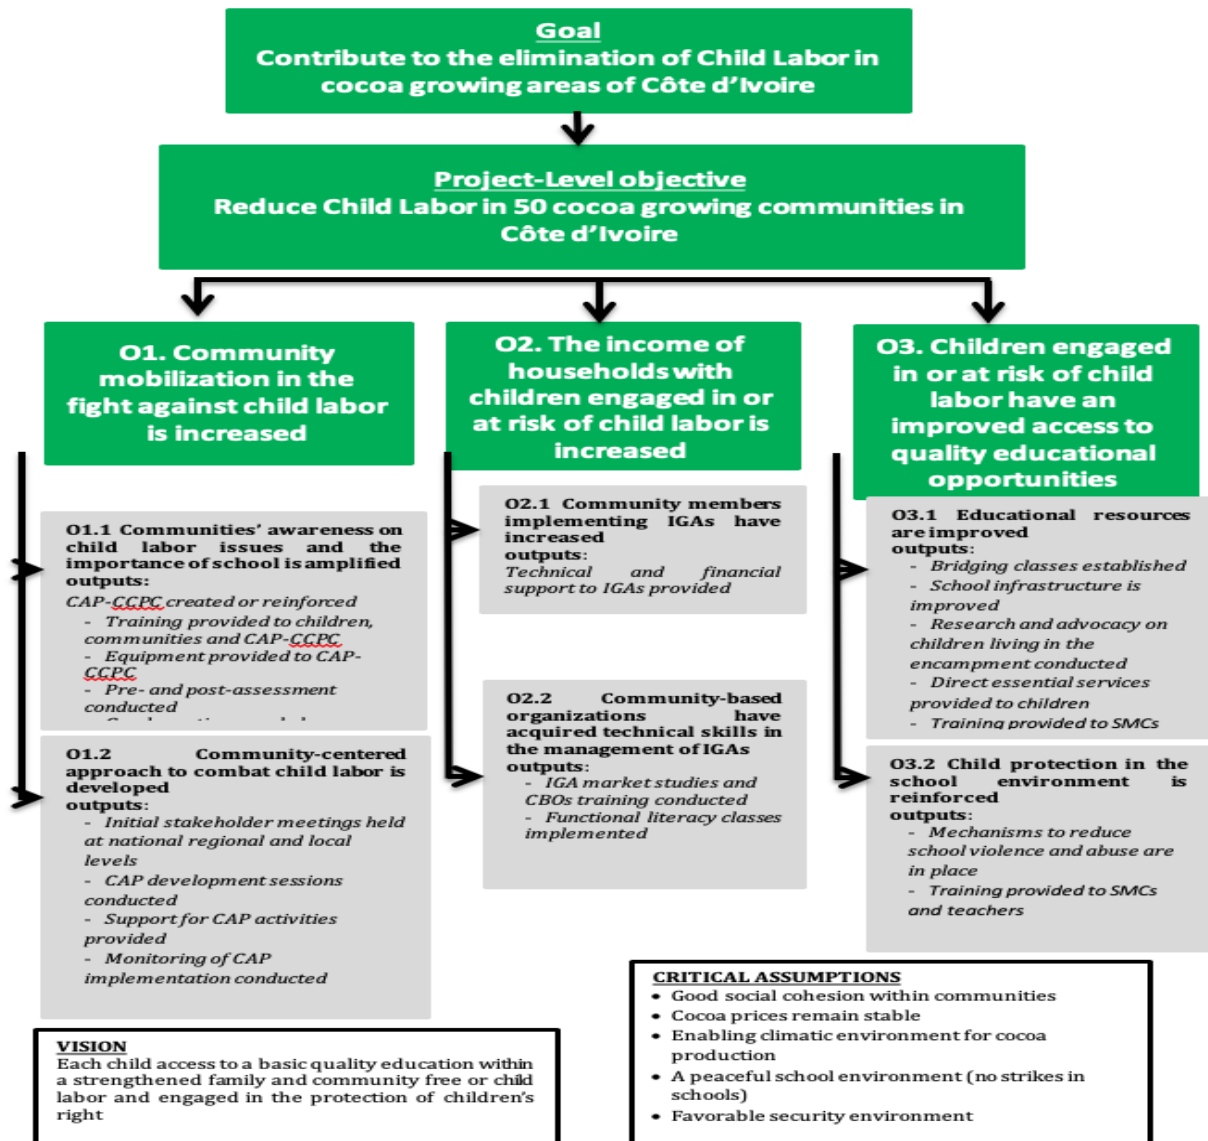 Goal
Contribute to the elimination of Child Labor in
cocoa growing areas of Côte d'Ivoire
Project-Level objective
Reduce Child Labor in 50 cocoa growing communities in
Côte d'Ivoire
O1. Community
mobilization in the
fight against child labor
is increased
O1.1 Communities' awareness on
child labor issues and the
importance of school is amplified
outputs:
CAP-CCPC created or reinforced
- Training provided to children,
communities and CAP-CCPC
- Equipment provided to CAP-
CCPC
- Pre- and post-assessment
conducted
O1.2 Community-centered
approach to combat child labor is
developed
outputs:
- Initial stakeholder meetings held
at national regional and local
levels
- CAP development sessions
conducted
- Support for CAP activities
provided
- Monitoring of CAP
implementation conducted
O2. The income of
households with
children engaged in or
at risk of child labor is
increased
O2.1 Community members
implementing IGAs have
increased
outputs:
Technical and financial
support to IGAs provided
O2.2 Community-based
organizations have
acquired technical skills in
the management of IGAs
outputs:
- IGA market studies and
CBOs training conducted
- Functional literacy classes
implemented
O3. Children engaged
in or at risk of child
labor have an
improved access to
quality educational
opportunities
O3.1 Educational resources
are improved
outputs:
- Bridging classes established
- School infrastructure is
improved
- Research and advocacy on
children living in the
encampment conducted
- Direct essential services
provided to children
- Training provided to SMCs
O3.2 Child protection in the
school environment is
reinforced
outputs:
- Mechanisms to reduce
school violence and abuse are
in place
- Training provided to SMCs
and teachers
VISION
Each child access to a basic quality education within
a strengthened family and community free or child
labor and engaged in the protection of children's
right
CRITICAL ASSUMPTIONS
• Good social cohesion within communities
• Cocoa prices remain stable
• Enabling climatic environment for cocoa
production
• A peaceful school environment (no strikes in
schools)
• Favorable security environment